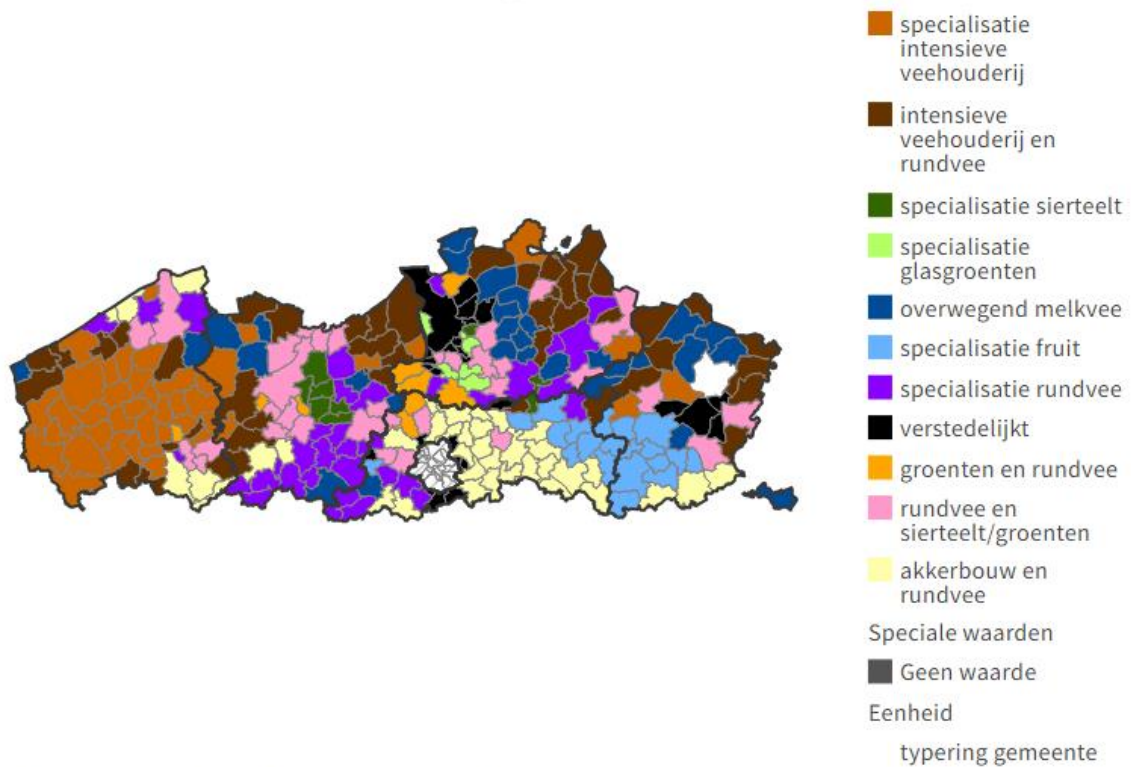 specialisatie
intensieve
veehouderij
intensieve
veehouderij en
rundvee
specialisatie sierteelt
specialisatie
glasgroenten
overwegend melkvee
specialisatie fruit
specialisatie rundvee
verstedelijkt
groenten en rundvee
rundvee en
sierteelt/groenten
akkerbouw en
rundvee
Speciale waarden
Geen waarde
Eenheid
typering gemeente